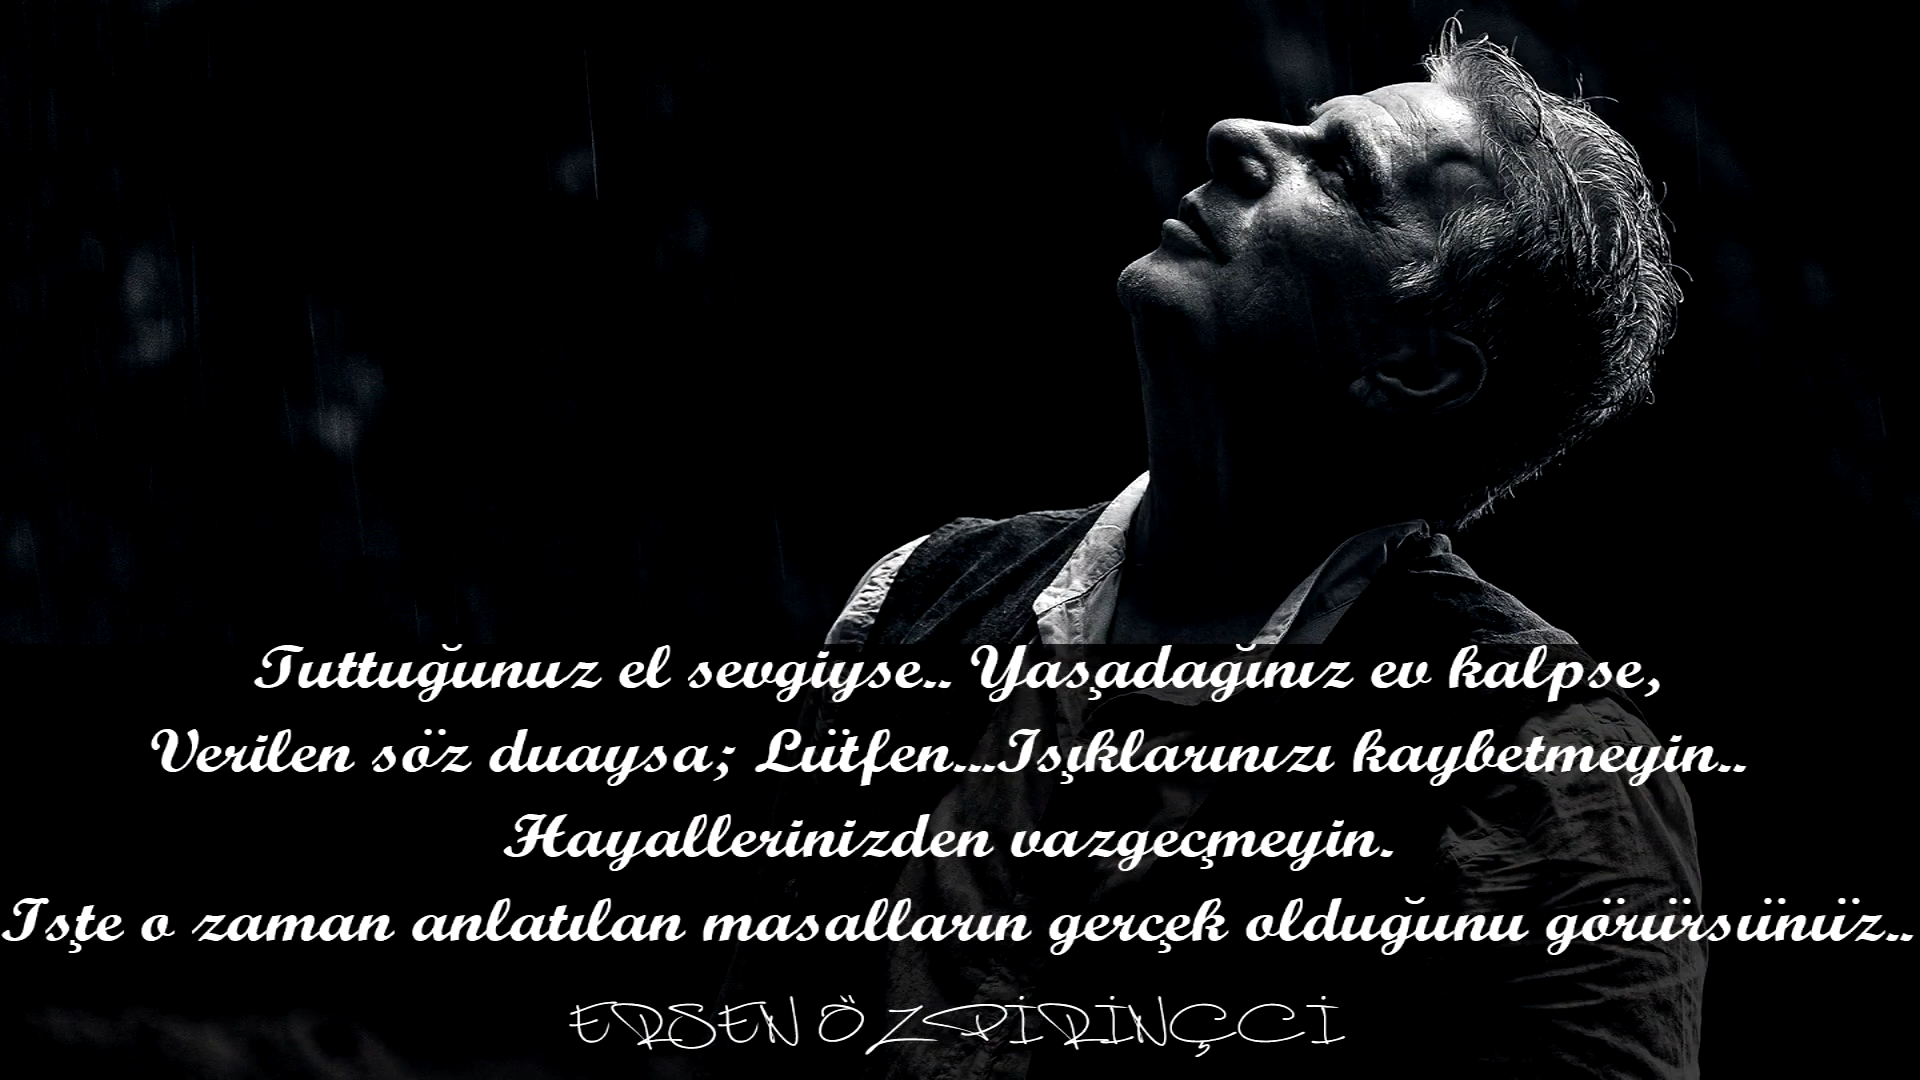 Tuttuğunuz el sevgiyse.. Yaşadağınız ev kalpse,
Verilen söz duaysa; Lütfen...Işıklarınızı kaybetmeyin..
Hayallerinizden vazgeçmeyin.
Işte o zaman anlatılan masalların gerçek olduğunu görürsünüz..
ERSEN ÖZPİRİNÇCİ